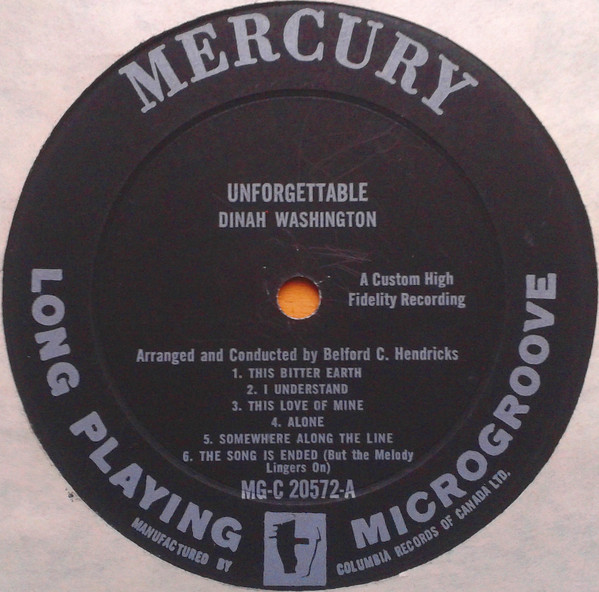 MERCURY
UNFORGETTABLE
DINAH WASHINGTON
A Custom High
Fidelity Recording
Arranged and Conducted by Belford C. Hendricks
1. THIS BITTER EARTH
2. I UNDERSTAND
3. THIS LOVE OF MINE
4. ALONE
5. SOMEWHERE ALONG THE LINE
6. THE SONG IS ENDED (But the Melody
Lingers On)
MG-C 20572-A
LONG PLAYING MICROGROOVE
MANUFACTURED BY COLUMBIA RECORDS OF CANADA LTD.